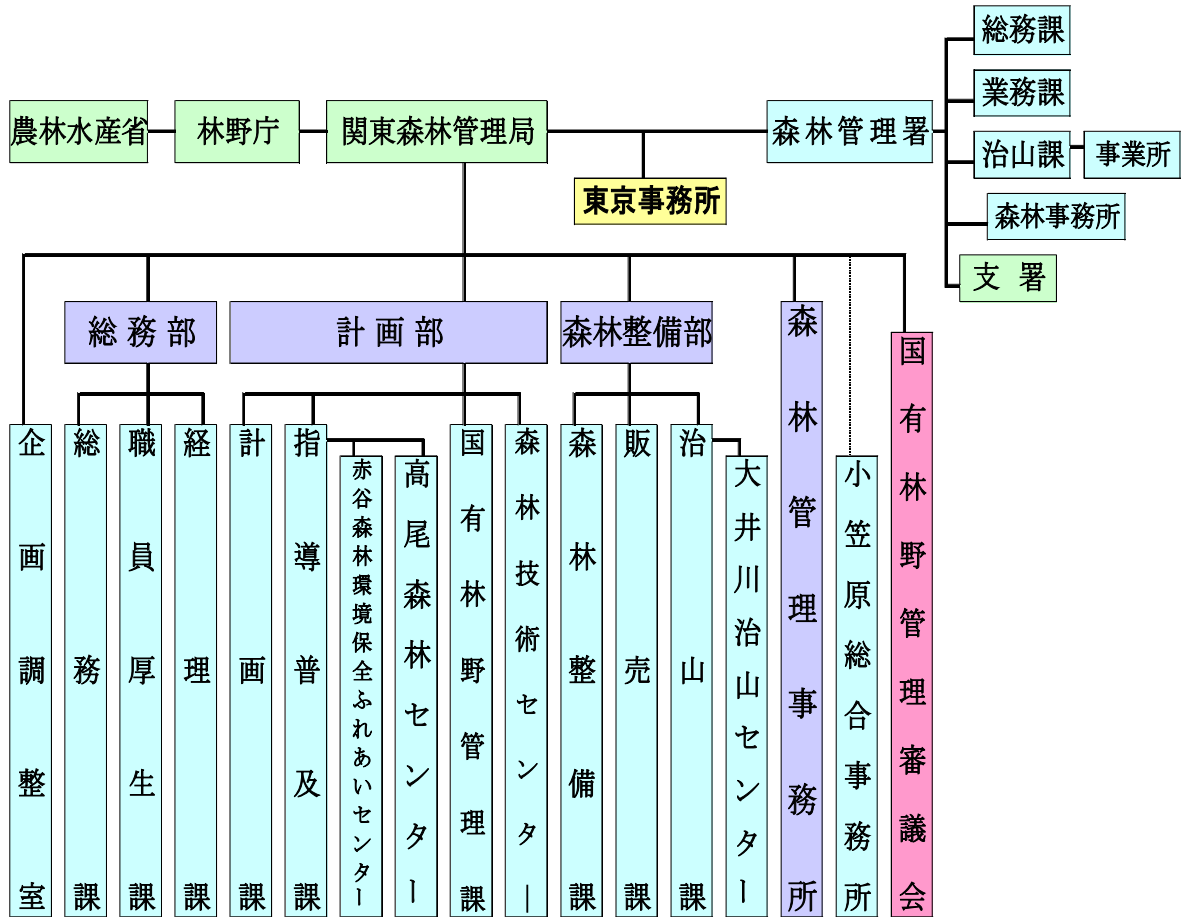 総務課
業務課
農林水産省
林野庁
関東森林管理局
森林管理署
治山課
事業所
東京事務所
森林事務所
支署
総務部
計画部
森林整備部
森林管理事務所
国有林野管理審議会
企画調整室
総務課
職員厚生課
経理課
計画課
指導普及課
赤谷森林環境保全ふれあいセンター
高尾森林センター
国有林野管理課
森林技術センター
森林整備課
販売課
治山課
大井川治山センター
小笠原総合事務所